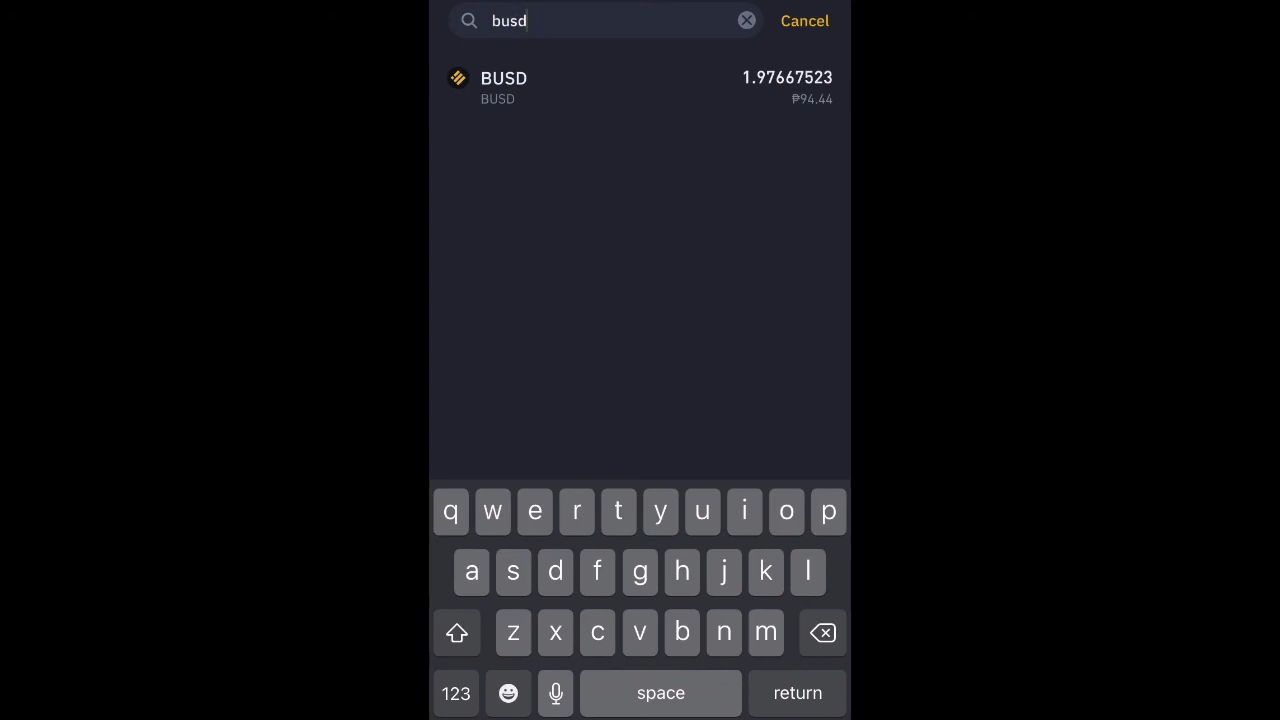 busd Cancel
BUSD 1.97667523
BUSD ₱94.44
q w e r t y u i o p
a s d f g h j k l
z x c v b n m
123 space return